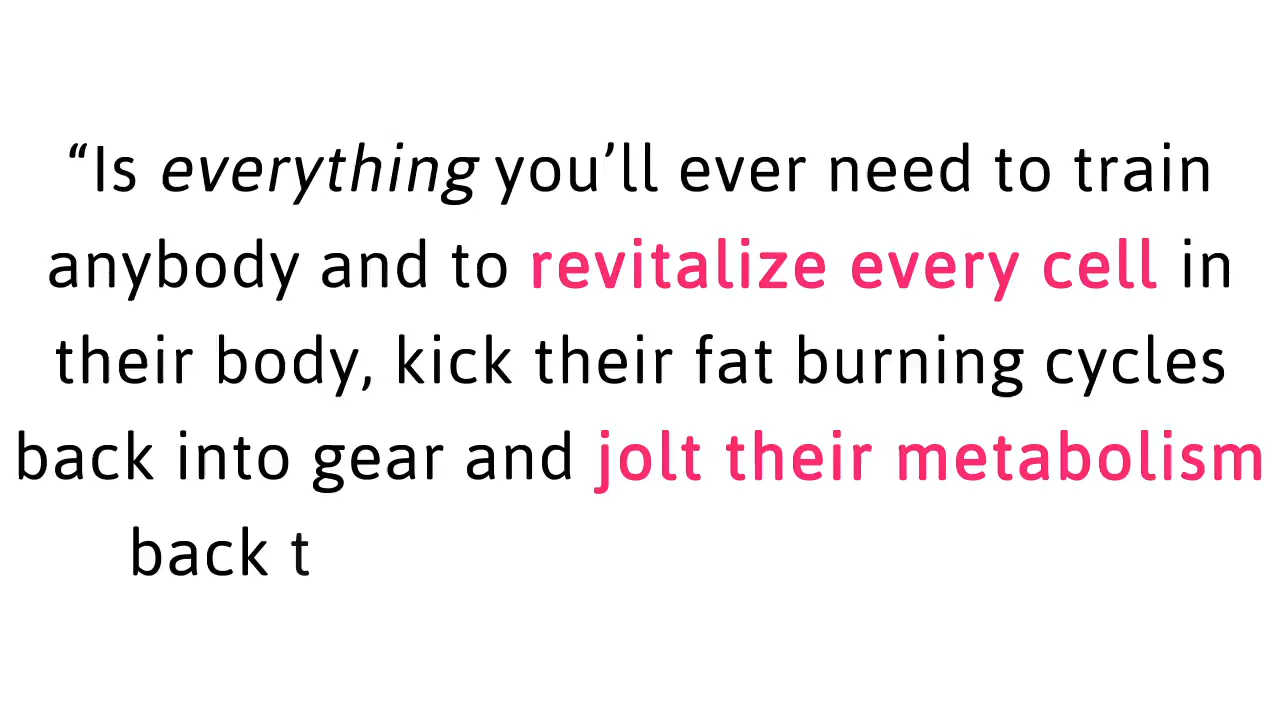 “Is everything you’ll ever need to train
anybody and to revitalize every cell in
their body, kick their fat burning cycles
back into gear and jolt their metabolism
back t